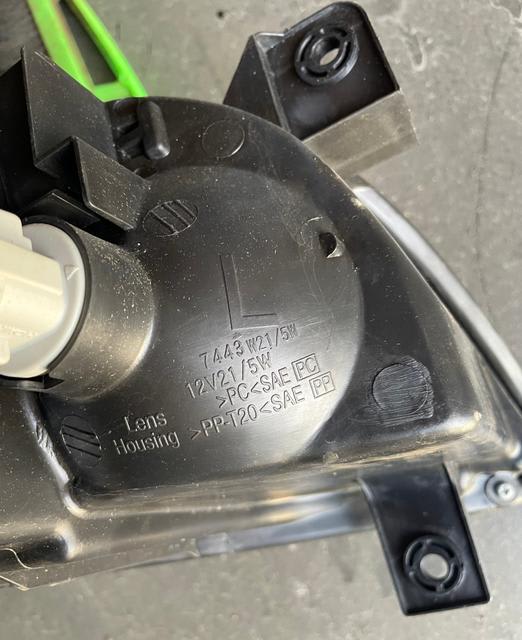 L
7443 W21/5W
12V21/5W
Lens >PC<SAE PC
Housing >PP-T20<SAE PP